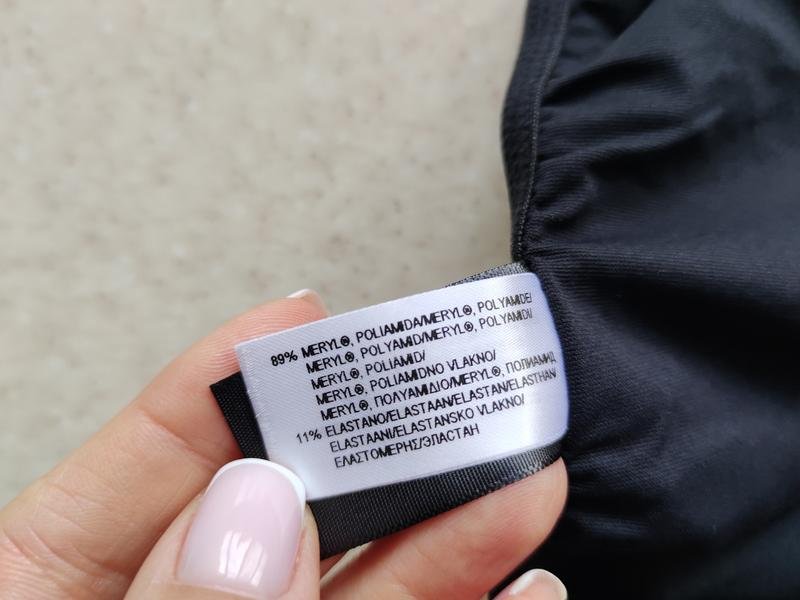 89% MERYL®, POLIAMIDA/MERYL®, POLYAMIDE/
MERYL®, POLYAMID/MERYL®, POLYAMIDI/
MERYL®, POLIAMID/
MERYL®, POLIAMIDNO VLAKNO/
MERYL®, ΠΟΛΥΑΜΙΔΙΟ/MERYL®, ПОЛИАМИД
11% ELASTANO/ELASTAAN/ELASTAN/ELASTHAN/
ELASTAANI/ELASTANSKO VLAKNO/
ΕΛΑΣΤΟΜΕΡΗΣ/ЭЛАСТАН